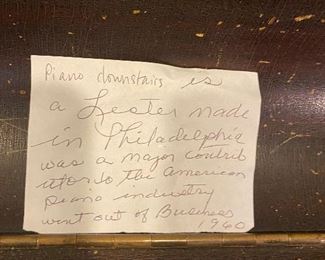 Piano downstairs is
a Lester made
in Philadelphia
was a major contrib
utor to the american
piano industry
went out of Business
1960